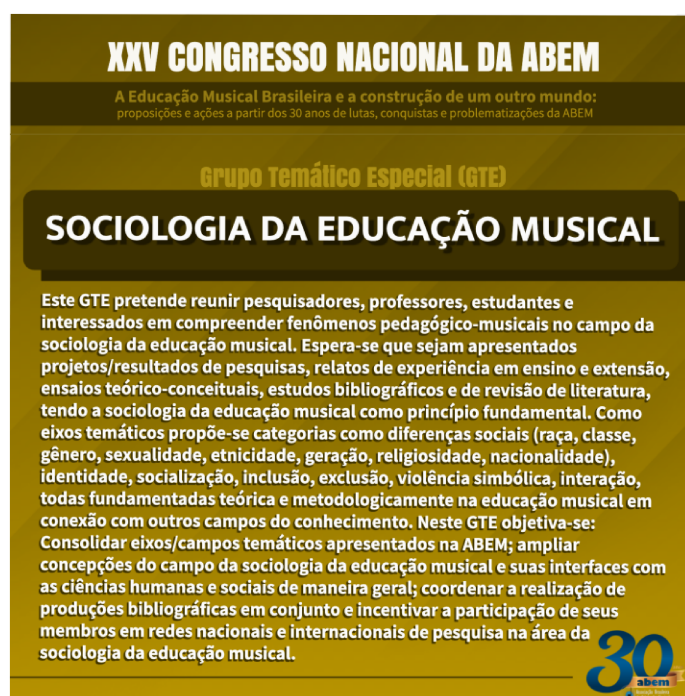 XXV CONGRESSO NACIONAL DA ABEM
A Educação Musical Brasileira e a construção de um outro mundo:
proposições e ações a partir dos 30 anos de lutas, conquistas e problematizações da ABEM
Grupo Temático Especial (GTE)
SOCIOLOGIA DA EDUCAÇÃO MUSICAL
Este GTE pretende reunir pesquisadores, professores, estudantes e
interessados em compreender fenômenos pedagógico-musicais no campo da
sociologia da educação musical. Espera-se que sejam apresentados
projetos/resultados de pesquisas, relatos de experiência em ensino e extensão,
ensaios teórico-conceituais, estudos bibliográficos e de revisão de literatura,
tendo a sociologia da educação musical como princípio fundamental. Como
eixos temáticos propõe-se categorias como diferenças sociais (raça, classe,
gênero, sexualidade, etnicidade, geração, religiosidade, nacionalidade),
identidade, socialização, inclusão, exclusão, violência simbólica, interação,
todas fundamentadas teórica e metodologicamente na educação musical em
conexão com outros campos do conhecimento. Neste GTE objetiva-se:
Consolidar eixos/campos temáticos apresentados na ABEM; ampliar
concepções do campo da sociologia da educação musical e suas interfaces com
as ciências humanas e sociais de maneira geral; coordenar a realização de
produções bibliográficas em conjunto e incentivar a participação de seus
membros em redes nacionais e internacionais de pesquisa na área da
sociologia da educação musical.
30
abem